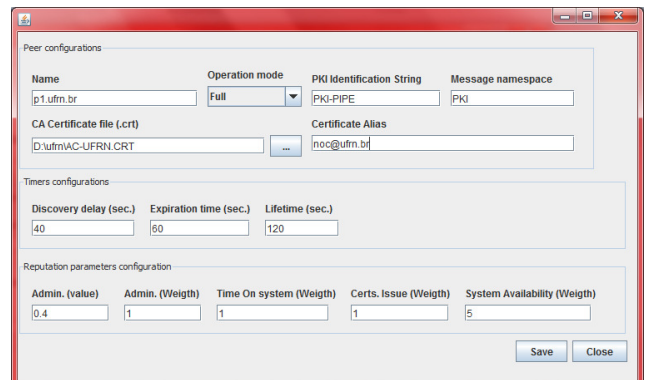 Peer configurations
Name
Operation mode
PKI Identification String
Message namespace
p1.ufrn.br
Full
PKI-PIPE
PKI
CA Certificate file (.crt)
Certificate Alias
D:\ufrn\AC-UFRN.CRT
...
noc@ufrn.br
Timers configurations
Discovery delay (sec.)
Expiration time (sec.)
Lifetime (sec.)
40
60
120
Reputation parameters configuration
Admin. (value)
Admin. (Weigth)
Time On system (Weigth)
Certs. Issue (Weigth)
System Availability (Weigth)
0.4
1
1
1
5
Save
Close